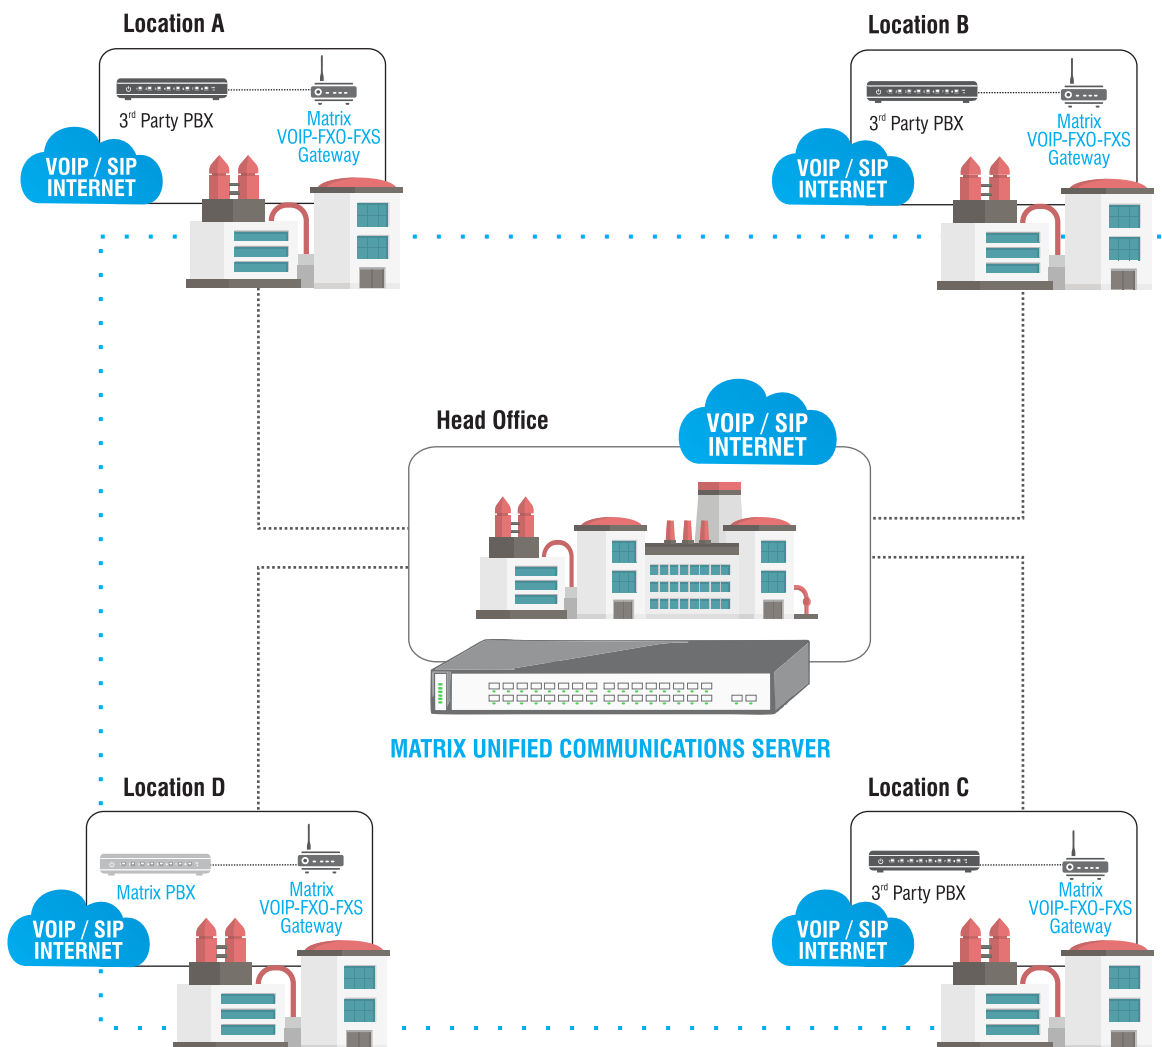 Location A
3rd Party PBX
Matrix
VOIP-FXO-FXS
Gateway
VOIP / SIP
INTERNET
Location B
3rd Party PBX
Matrix
VOIP-FXO-FXS
Gateway
VOIP / SIP
INTERNET
Head Office
VOIP / SIP
INTERNET
MATRIX UNIFIED COMMUNICATIONS SERVER
Location D
Matrix PBX
Matrix
VOIP-FXO-FXS
Gateway
VOIP / SIP
INTERNET
Location C
3rd Party PBX
Matrix
VOIP-FXO-FXS
Gateway
VOIP / SIP
INTERNET